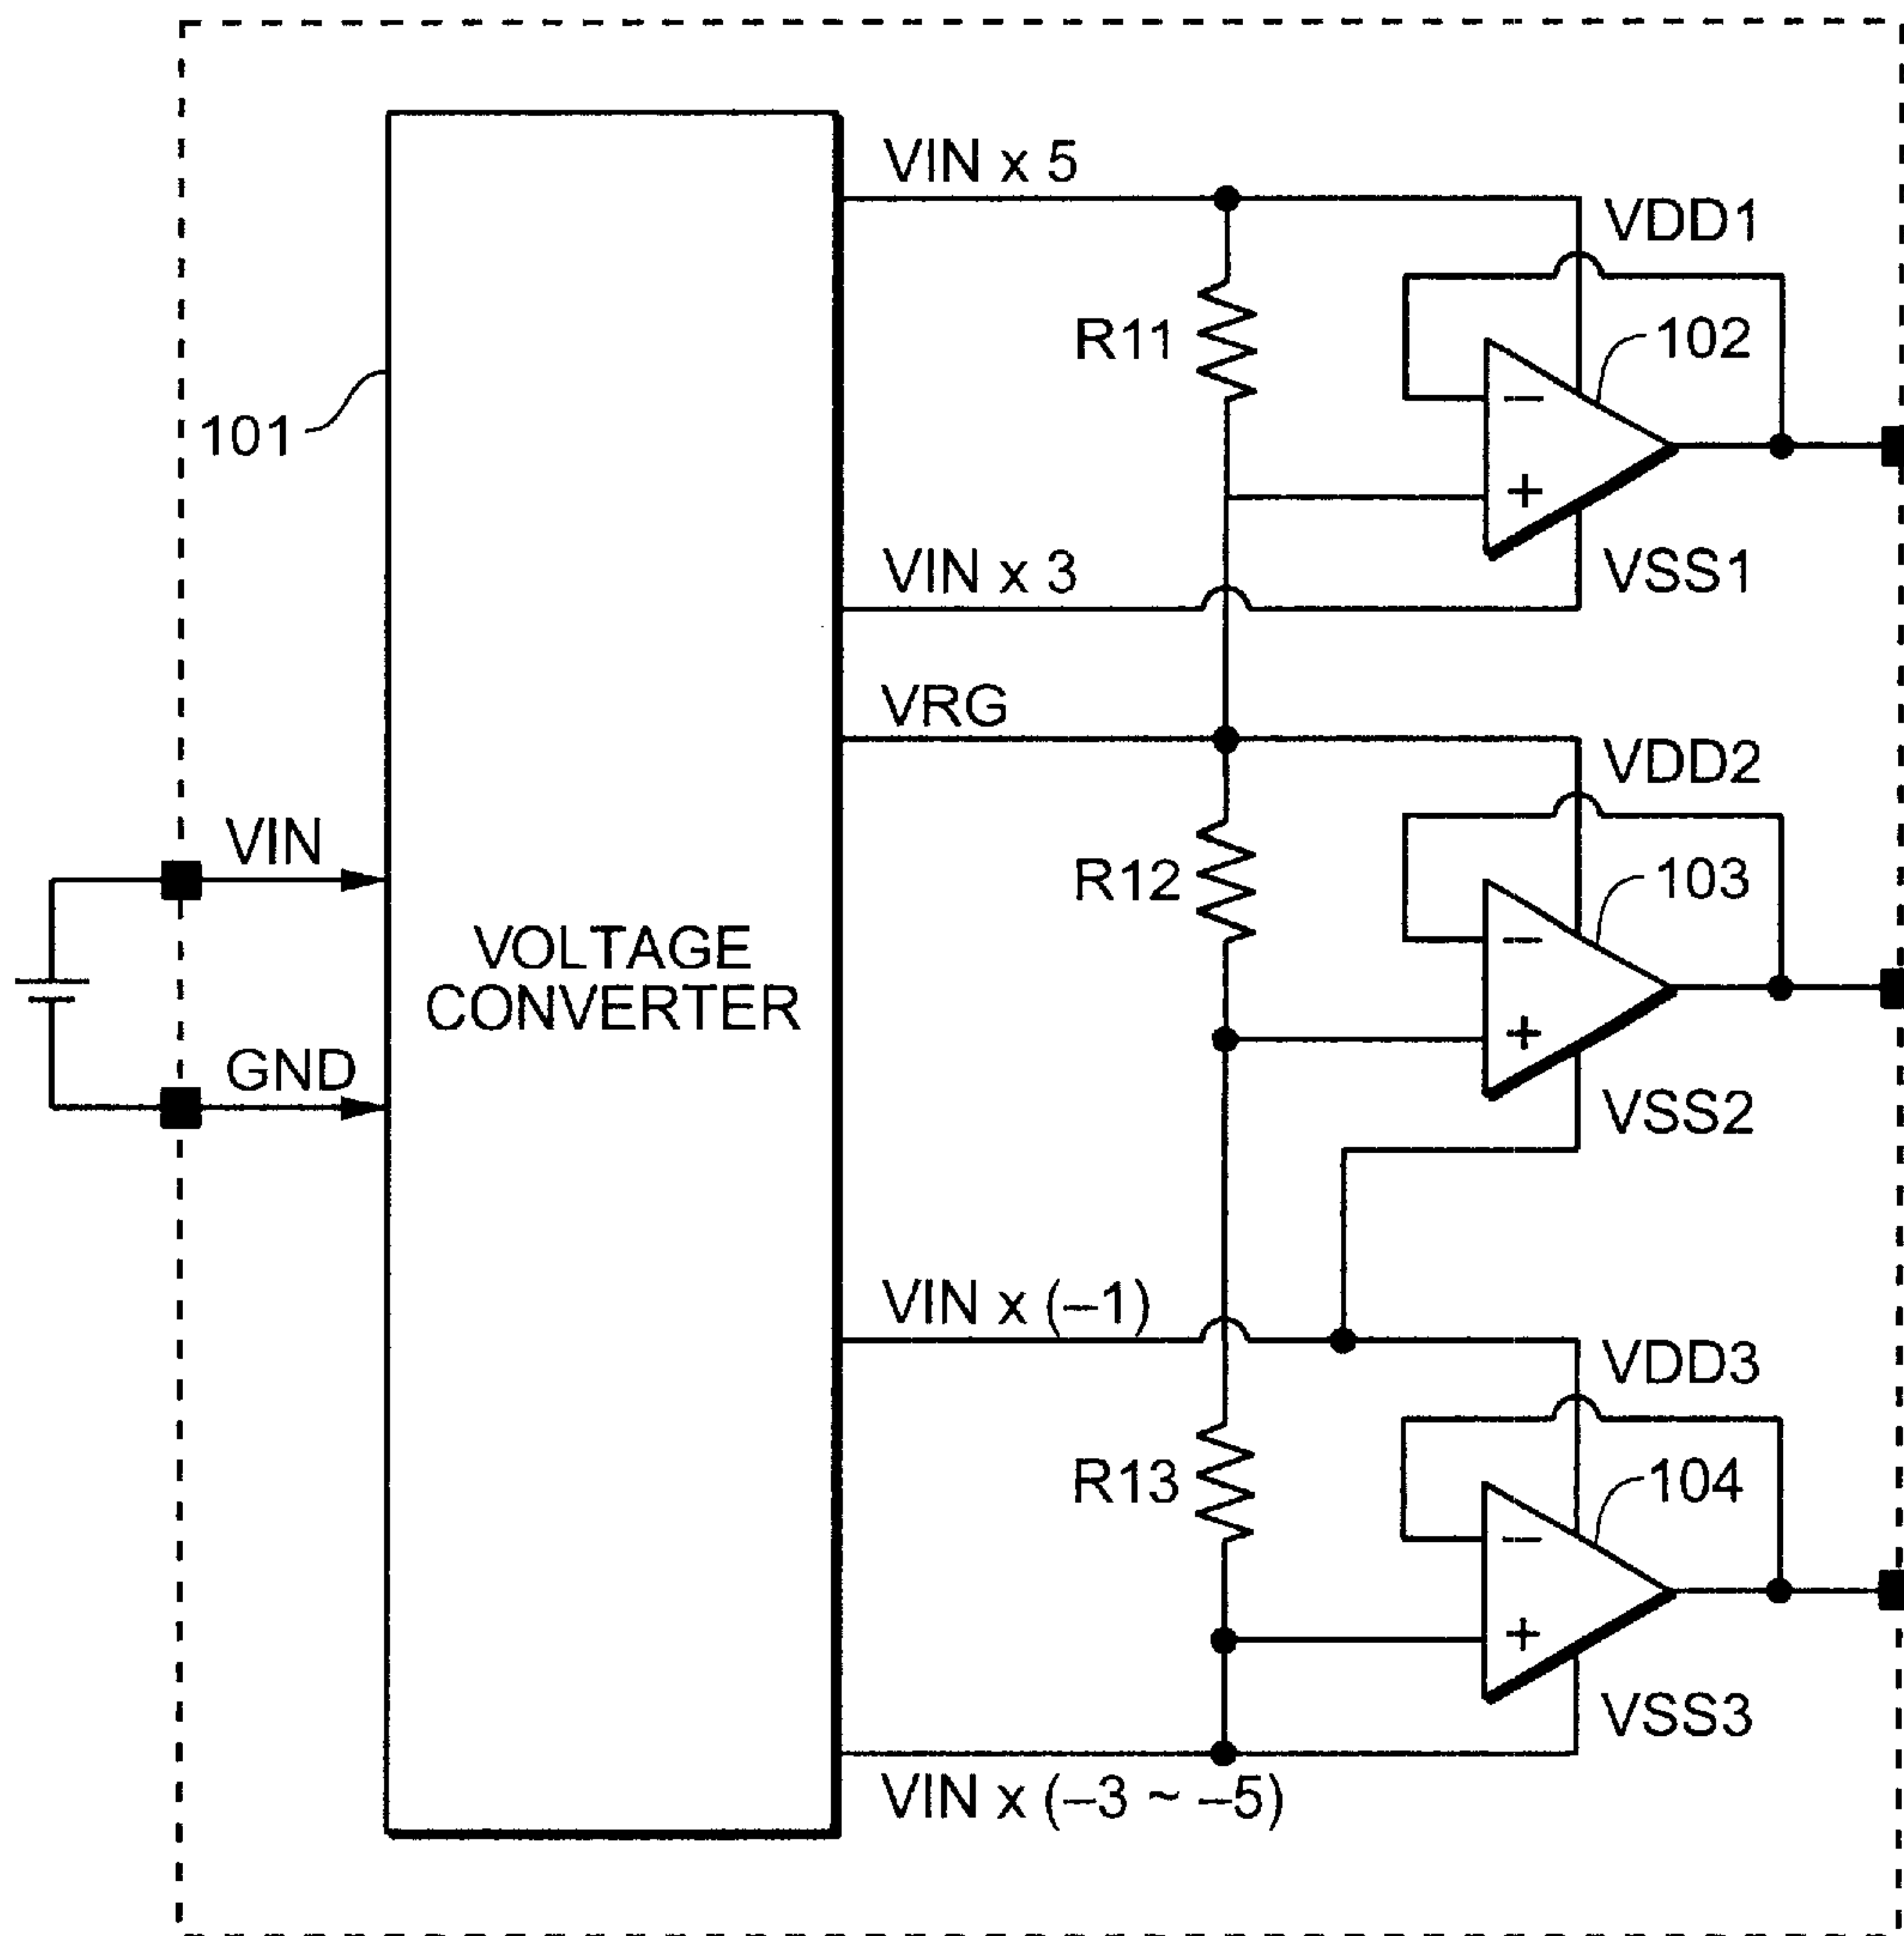 VIN x 5
VDD1
R11
102
101
–
+
VIN x 3
VSS1
VRG
VDD2
VIN
R12
103
–
VOLTAGE
CONVERTER
+
GND
VSS2
VIN x (–1)
VDD3
R13
104
–
+
VSS3
VIN x (–3 ~ –5)